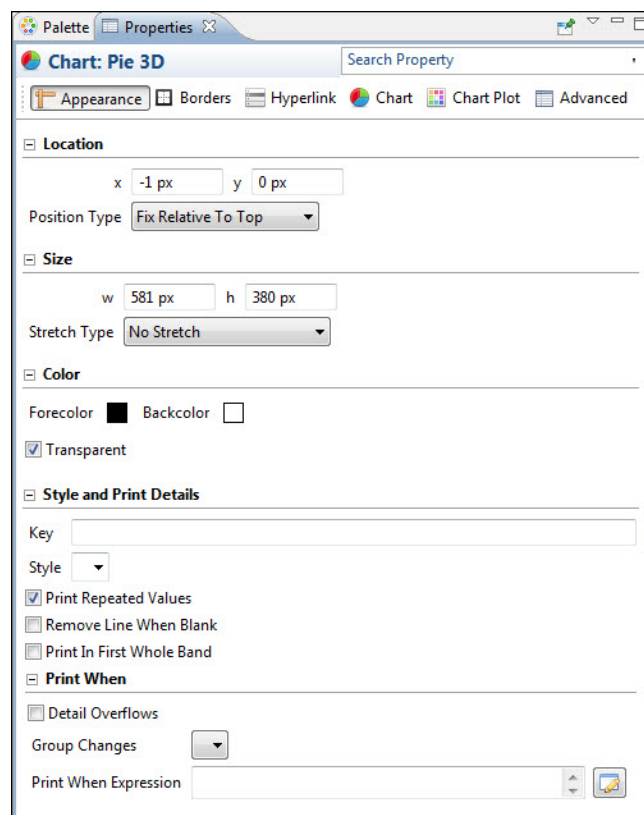 Palette Properties
Chart: Pie 3D Search Property
Appearance Borders Hyperlink Chart Chart Plot Advanced
Location
x -1 px y 0 px
Position Type Fix Relative To Top
Size
w 581 px h 380 px
Stretch Type No Stretch
Color
Forecolor Backcolor
Transparent
Style and Print Details
Key
Style
Print Repeated Values
Remove Line When Blank
Print In First Whole Band
Print When
Detail Overflows
Group Changes
Print When Expression